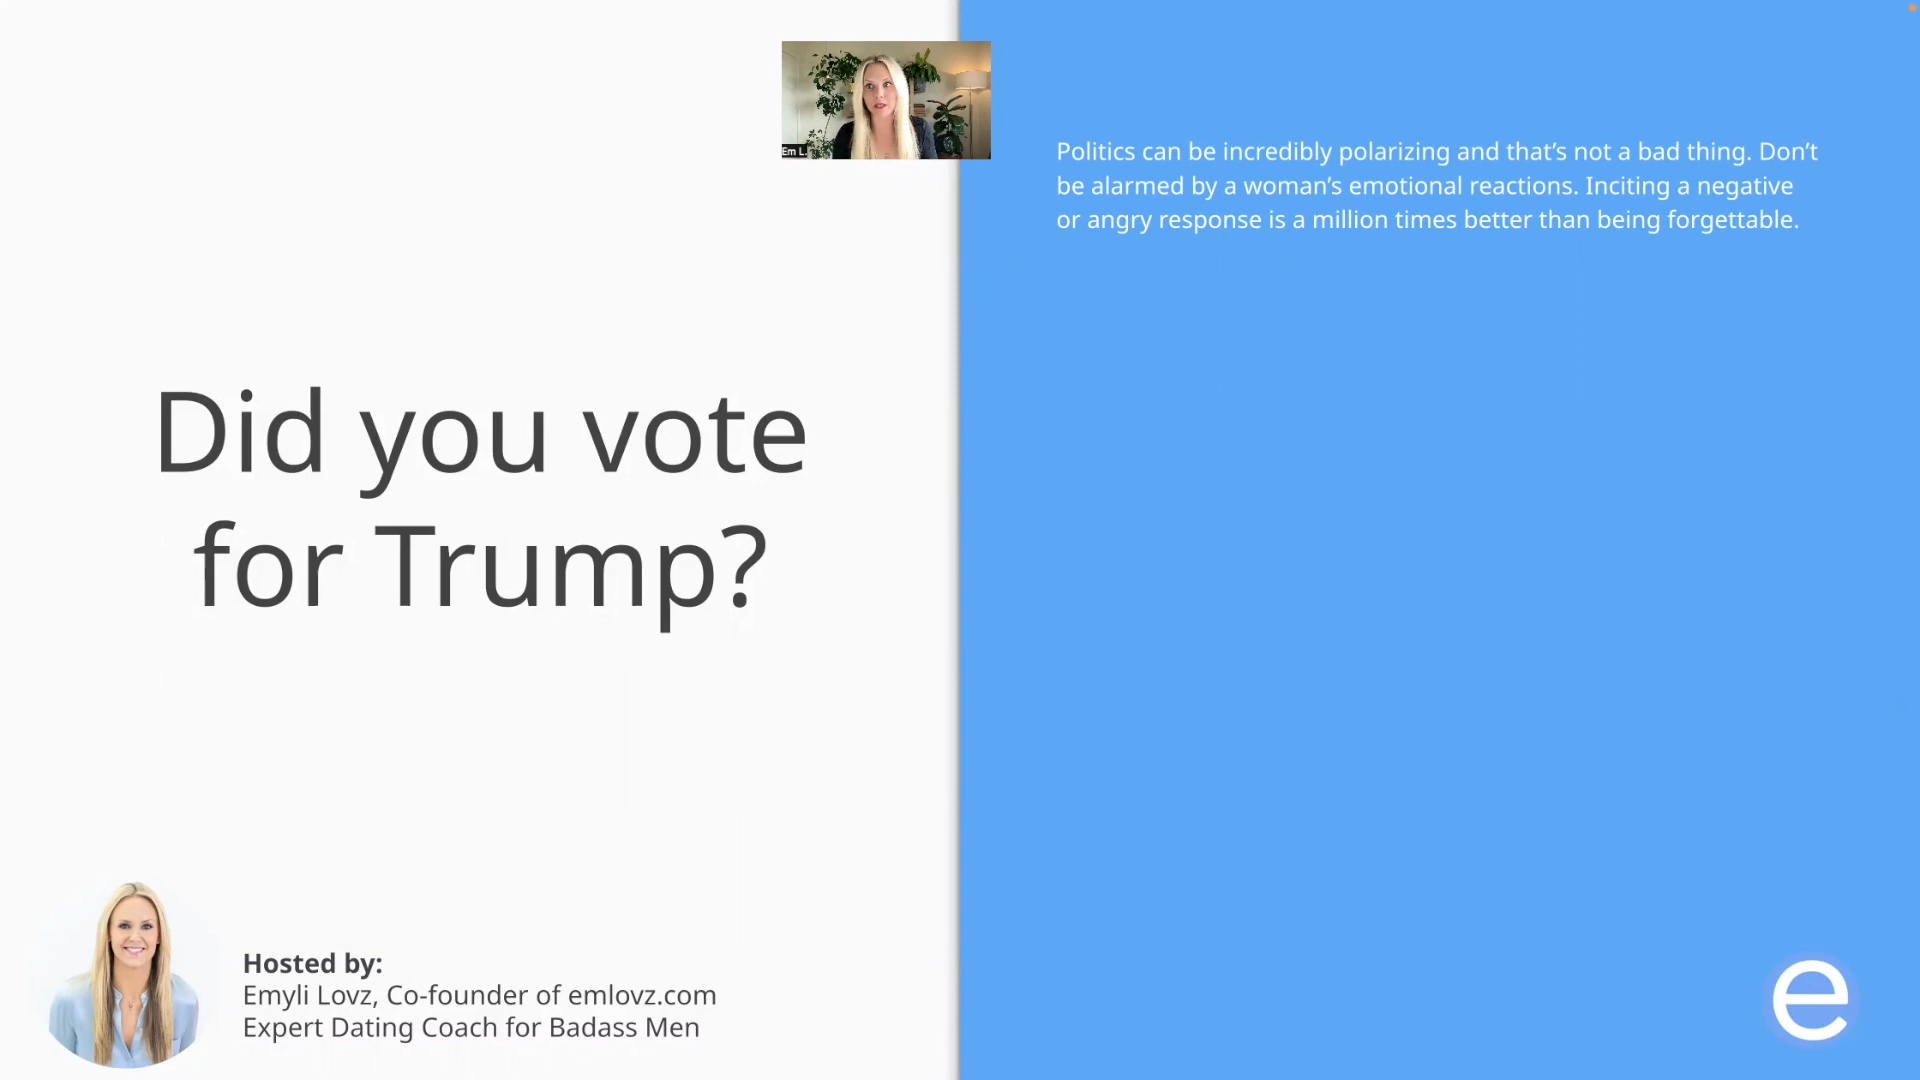 Em L.
Politics can be incredibly polarizing and that’s not a bad thing. Don’t
be alarmed by a woman’s emotional reactions. Inciting a negative
or angry response is a million times better than being forgettable.
Did you vote
for Trump?
Hosted by:
Emyli Lovz, Co-founder of emlovz.com
Expert Dating Coach for Badass Men
e